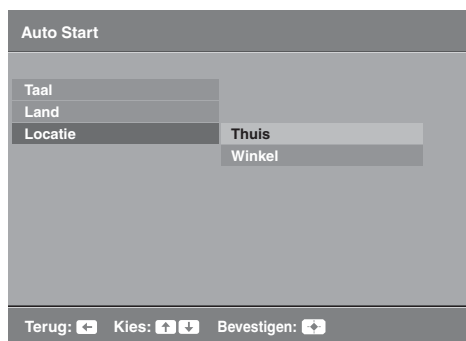 Auto Start
Taal
Land
Locatie Thuis
Winkel
Terug: Kies: Bevestigen: